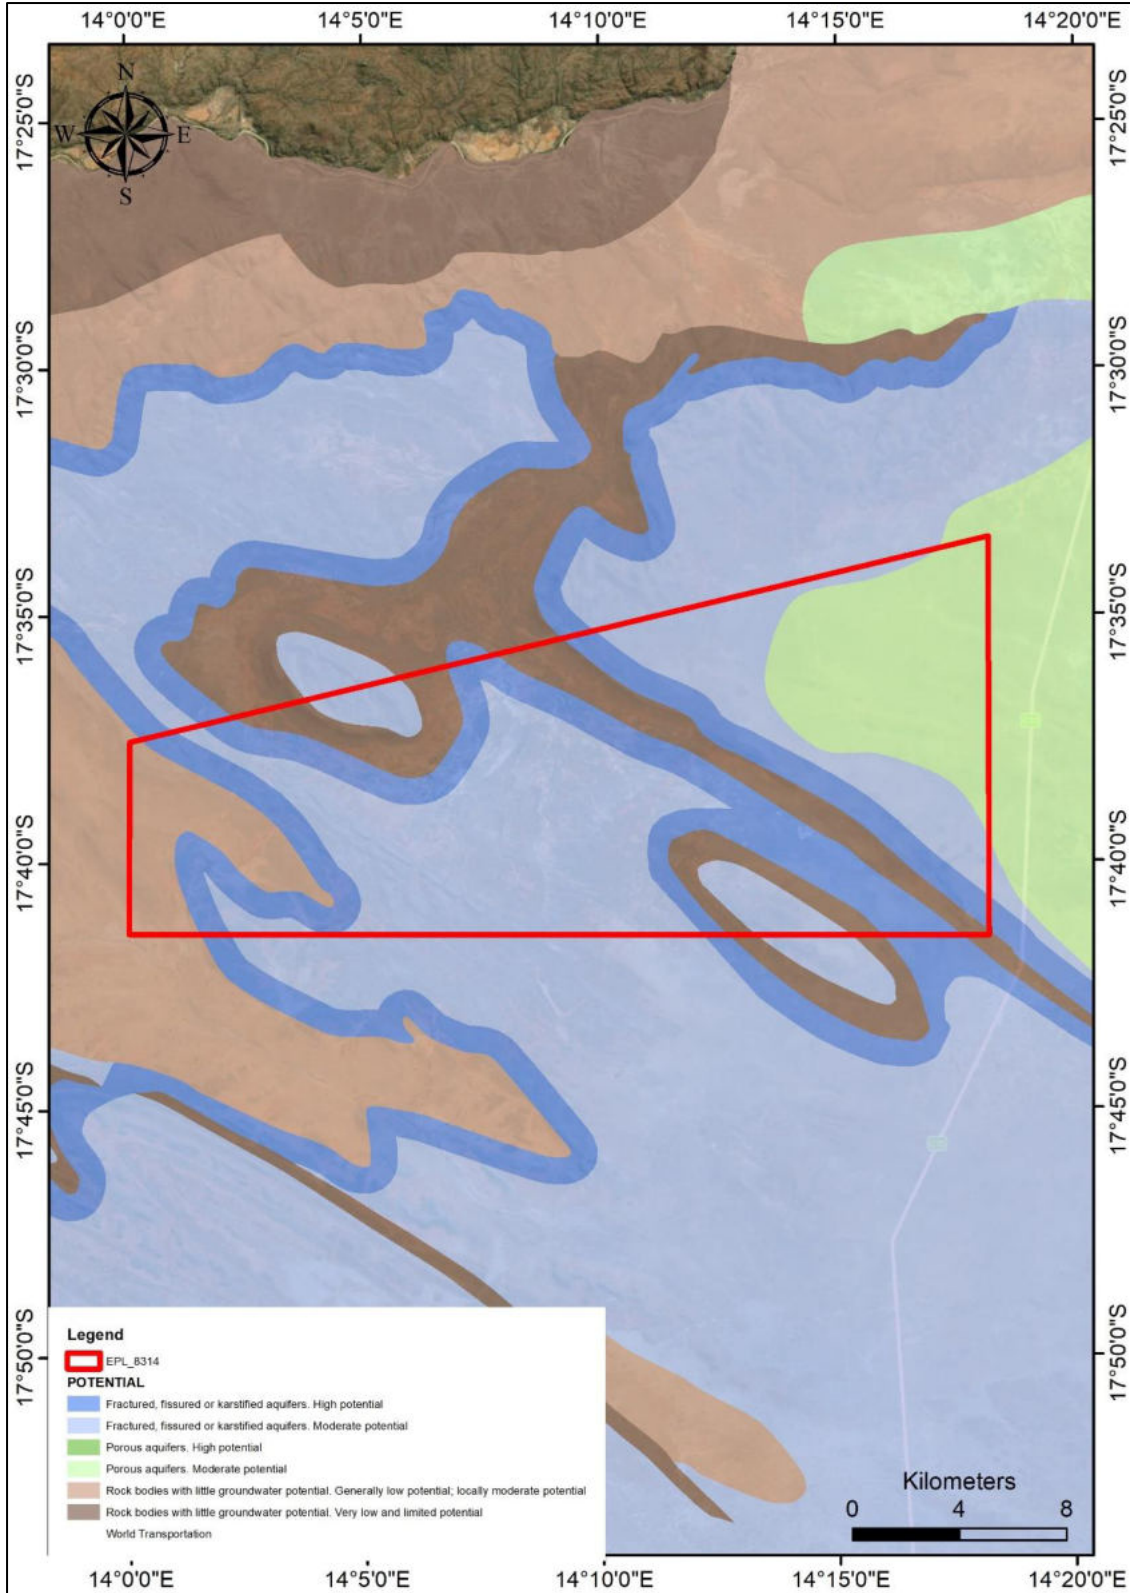 14°0'0"E 14°5'0"E 14°10'0"E 14°15'0"E 14°20'0"E
N
W E
S
17°25'0"S 17°25'0"S
17°30'0"S 17°30'0"S
17°35'0"S 17°35'0"S
17°40'0"S 17°40'0"S
17°45'0"S 17°45'0"S
17°50'0"S 17°50'0"S
Legend
EPL_8314
POTENTIAL
Fractured, fissured or karstified aquifers. High potential
Fractured, fissured or karstified aquifers. Moderate potential
Porous aquifers. High potential
Porous aquifers. Moderate potential
Rock bodies with little groundwater potential. Generally low potential; locally moderate potential
Rock bodies with little groundwater potential. Very low and limited potential
World Transportation
Kilometers
0 4 8
14°0'0"E 14°5'0"E 14°10'0"E 14°15'0"E 14°20'0"E